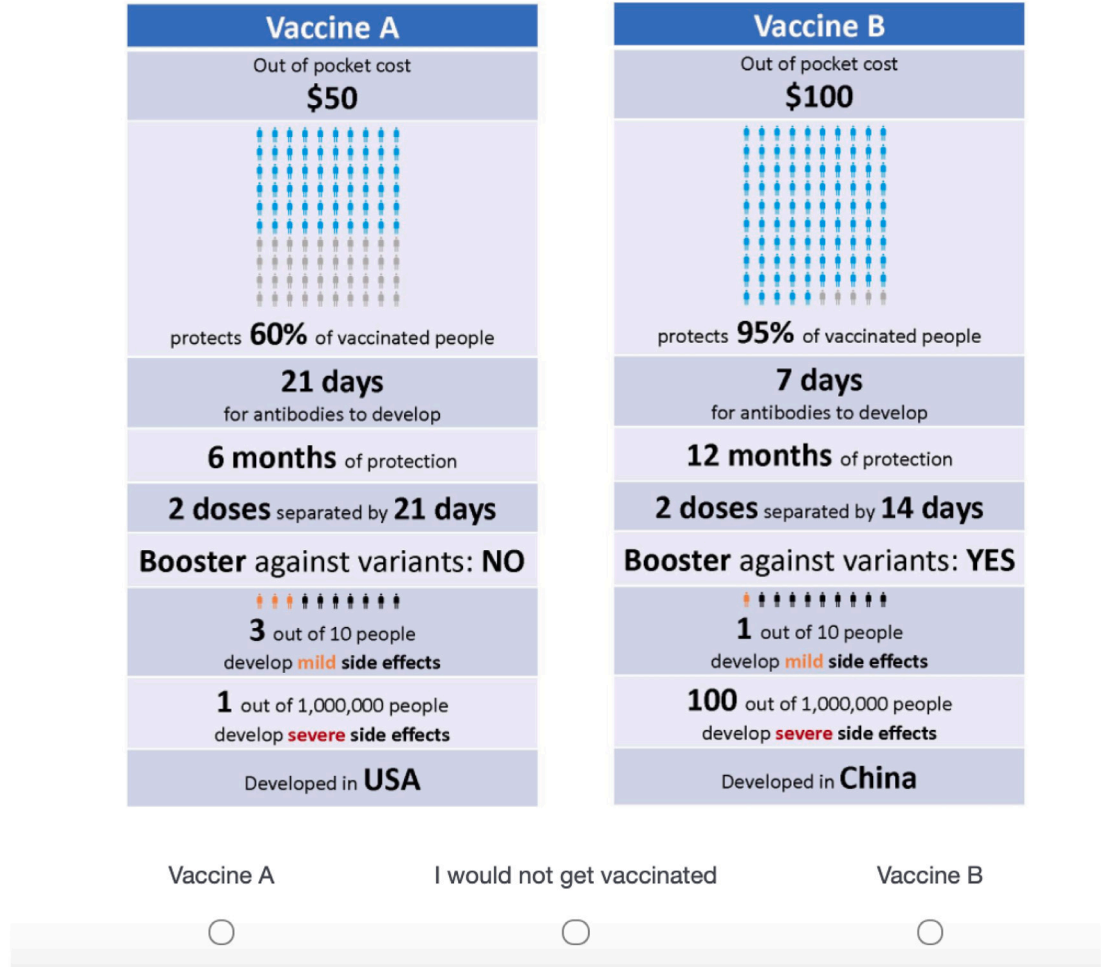 Vaccine A
Out of pocket cost
$50
protects 60% of vaccinated people
21 days
for antibodies to develop
6 months of protection
2 doses separated by 21 days
Booster against variants: NO
3 out of 10 people
develop mild side effects
1 out of 1,000,000 people
develop severe side effects
Developed in USA
Vaccine B
Out of pocket cost
$100
protects 95% of vaccinated people
7 days
for antibodies to develop
12 months of protection
2 doses separated by 14 days
Booster against variants: YES
1 out of 10 people
develop mild side effects
100 out of 1,000,000 people
develop severe side effects
Developed in China
Vaccine A
I would not get vaccinated
Vaccine B